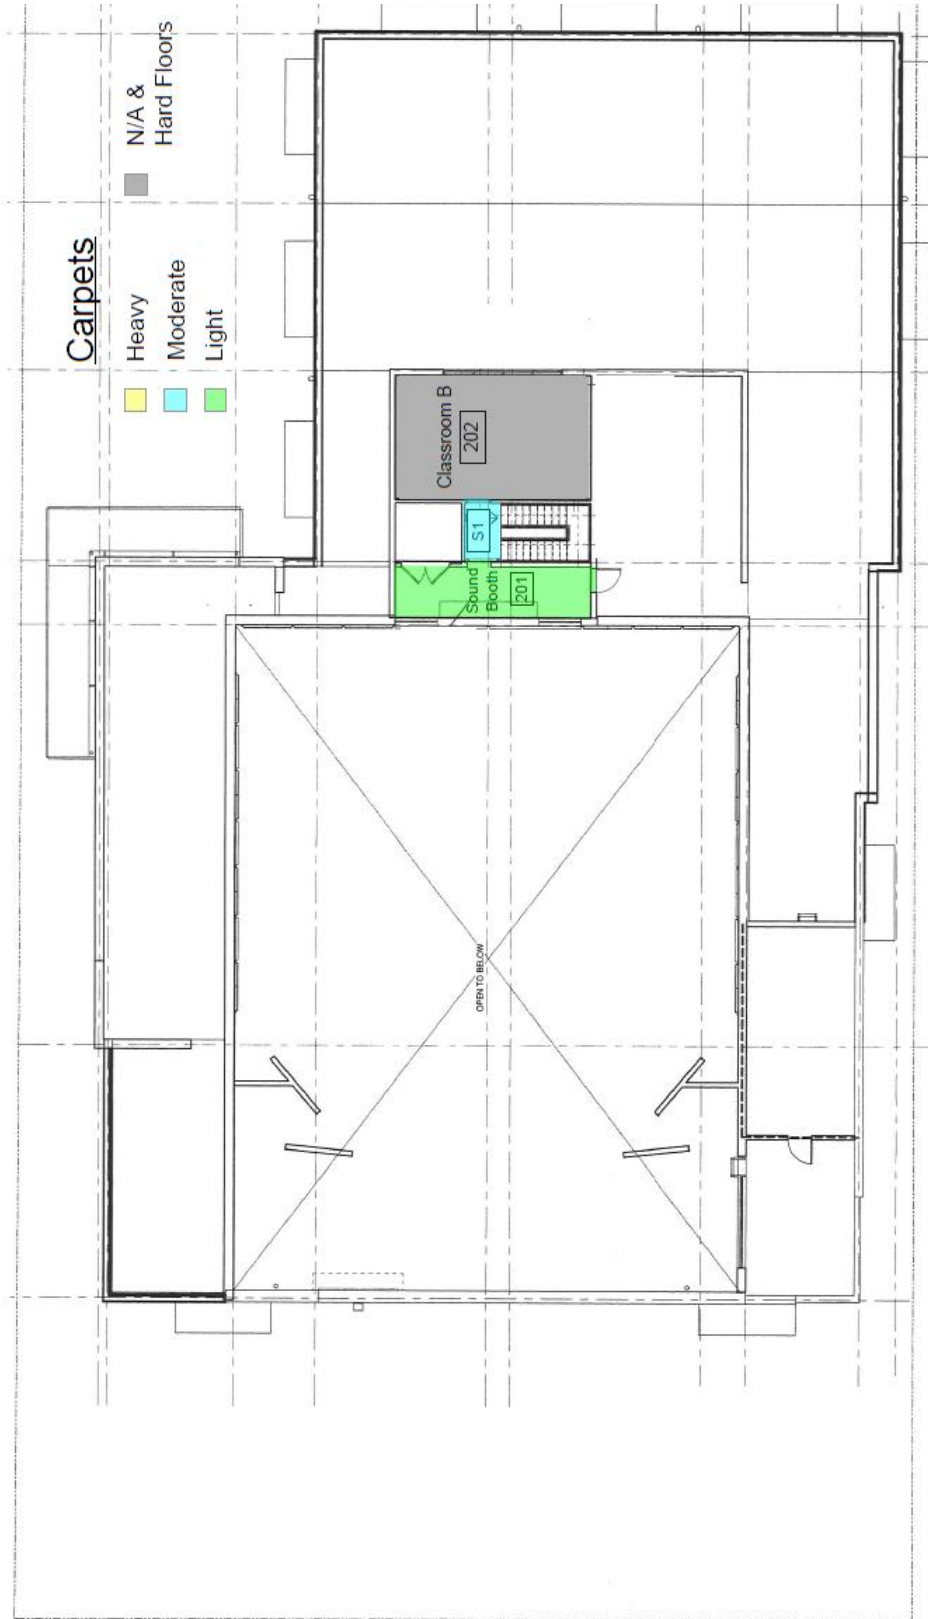 Carpets
Heavy
Moderate
Light
N/A &
Hard Floors
Classroom B
202
S1
Sound
Booth
201
OPEN TO BELOW